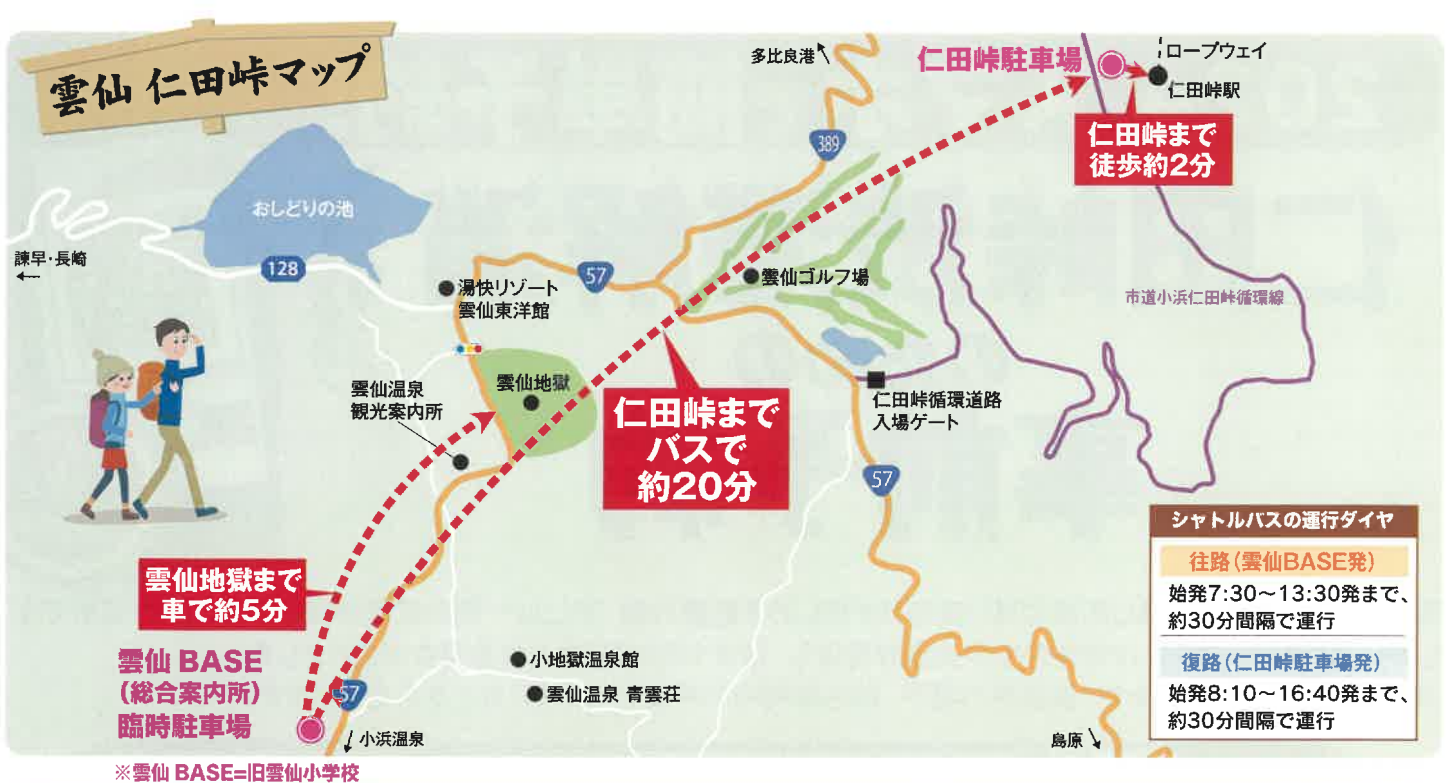 雲仙 仁田峠マップ
多比良港
仁田峠駐車場
ロープウェイ
仁田峠駅
仁田峠まで
徒歩約2分
389
おしどりの池
諫早・長崎
128
57
湯快リゾート
雲仙東洋館
雲仙ゴルフ場
市道小浜仁田峠循環線
雲仙地獄
雲仙温泉
観光案内所
仁田峠まで
バスで
約20分
仁田峠循環道路
入場ゲート
57
雲仙地獄まで
車で約5分
雲仙 BASE
(総合案内所)
臨時駐車場
57
小浜温泉
※雲仙 BASE=旧雲仙小学校
小地獄温泉館
雲仙温泉 青雲荘
島原
シャトルバスの運行ダイヤ
往路(雲仙BASE発)
始発7:30〜13:30発まで、
約30分間隔で運行
復路(仁田峠駐車場発)
始発8:10〜16:40発まで、
約30分間隔で運行